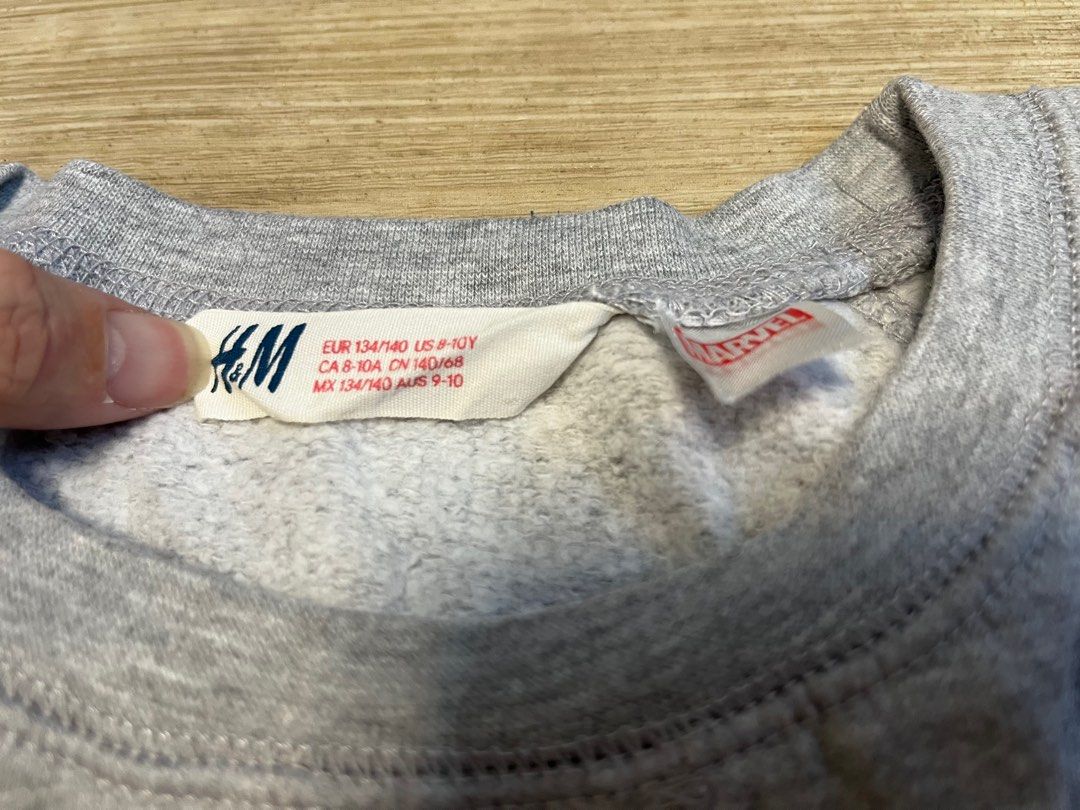 H&M
EUR 134/140 US 8-10Y
CA 8-10A CN 140/68
MX 134/140 AUS 9-10
MARVEL